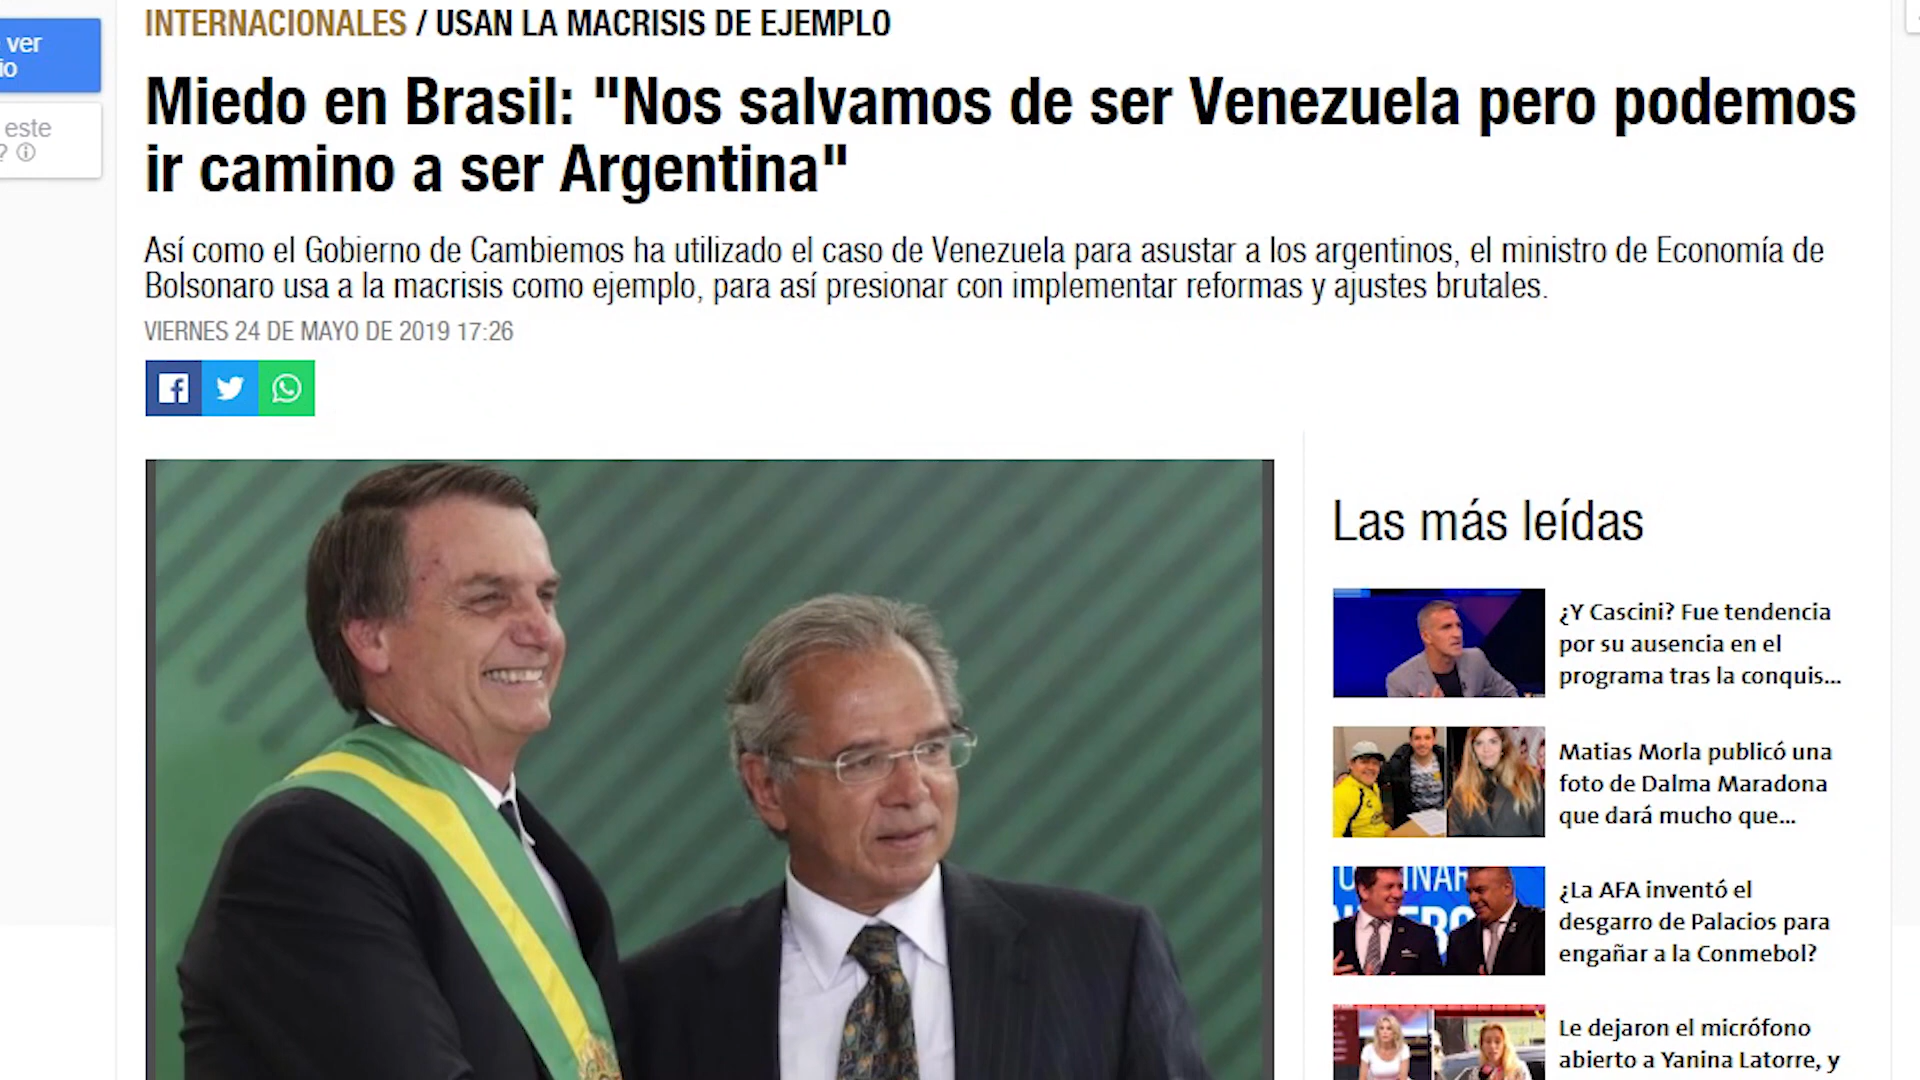 ver
io
este
?
INTERNACIONALES / USAN LA MACRISIS DE EJEMPLO
Miedo en Brasil: "Nos salvamos de ser Venezuela pero podemos
ir camino a ser Argentina"
Así como el Gobierno de Cambiemos ha utilizado el caso de Venezuela para asustar a los argentinos, el ministro de Economía de
Bolsonaro usa a la macrisis como ejemplo, para así presionar con implementar reformas y ajustes brutales.
VIERNES 24 DE MAYO DE 2019 17:26
Las más leídas
¿Y Cascini? Fue tendencia
por su ausencia en el
programa tras la conquis...
Matias Morla publicó una
foto de Dalma Maradona
que dará mucho que...
¿La AFA inventó el
desgarro de Palacios para
engañar a la Conmebol?
Le dejaron el micrófono
abierto a Yanina Latorre, y